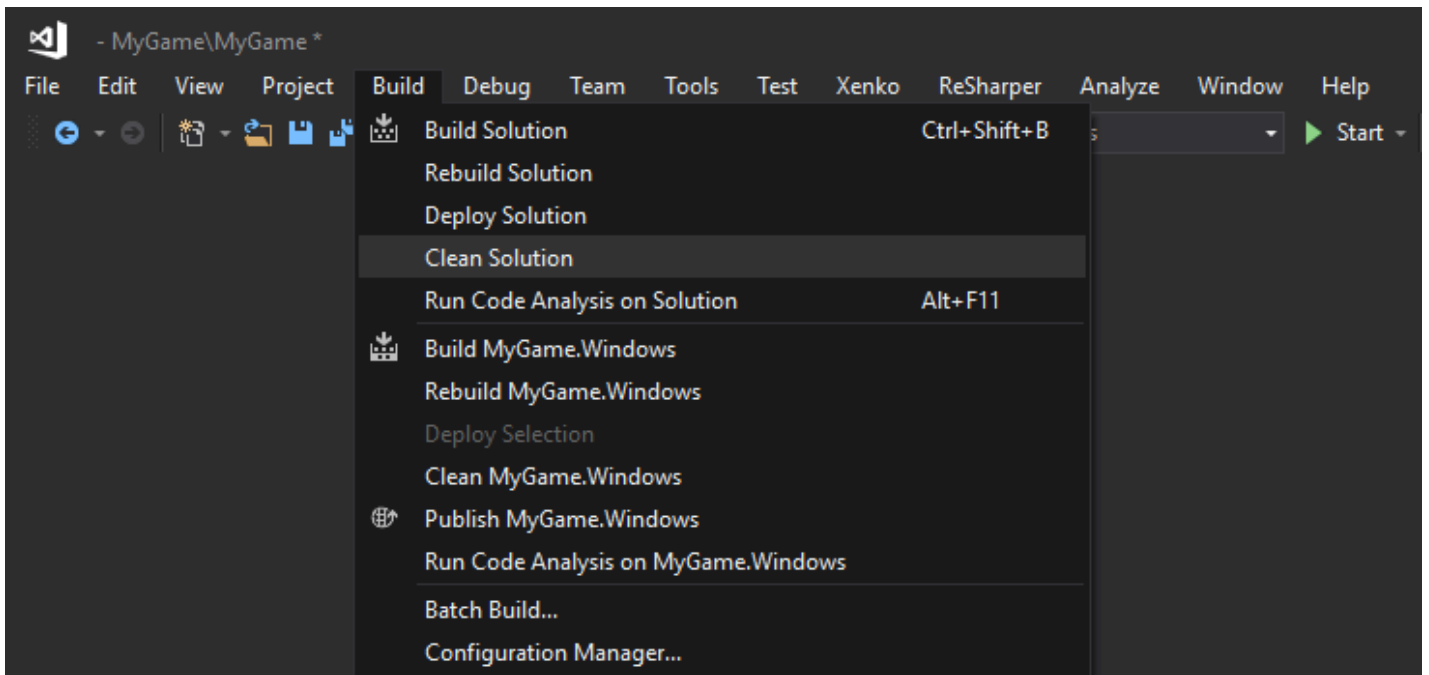 - MyGame\MyGame *
File Edit View Project Build Debug Team Tools Test Xenko ReSharper Analyze Window Help
Start
Build Solution Ctrl+Shift+B
Rebuild Solution
Deploy Solution
Clean Solution
Run Code Analysis on Solution Alt+F11
Build MyGame.Windows
Rebuild MyGame.Windows
Deploy Selection
Clean MyGame.Windows
Publish MyGame.Windows
Run Code Analysis on MyGame.Windows
Batch Build...
Configuration Manager...